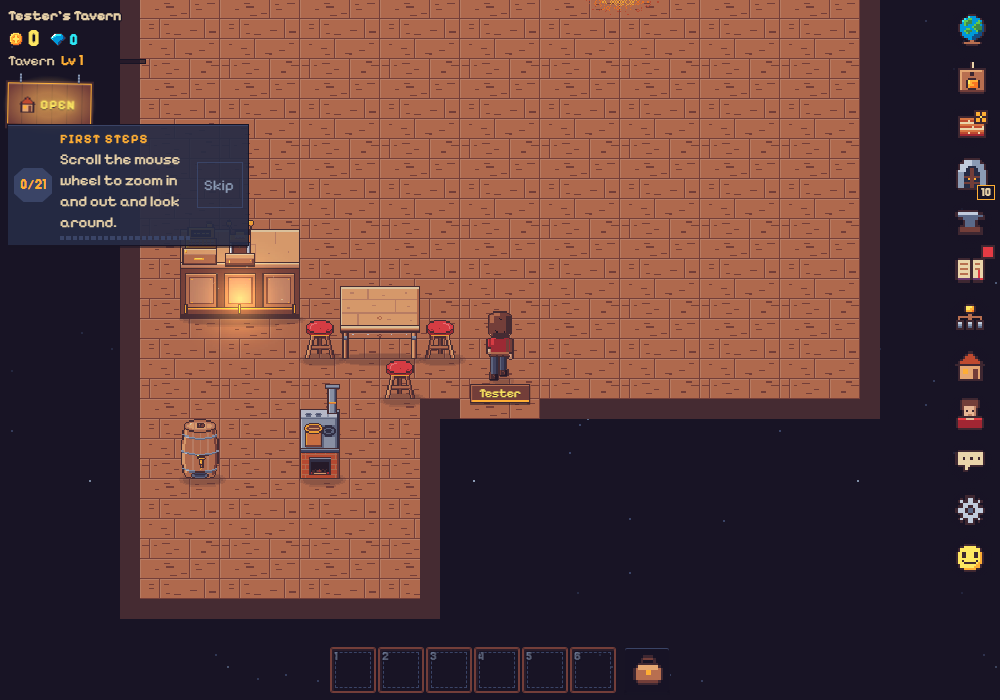 Tester's Tavern
0 0
Tavern Lv 1
OPEN
FIRST STEPS
0/21
Scroll the mouse
wheel to zoom in
and out and look
around.
Skip
10
Tester
1 2 3 4 5 6